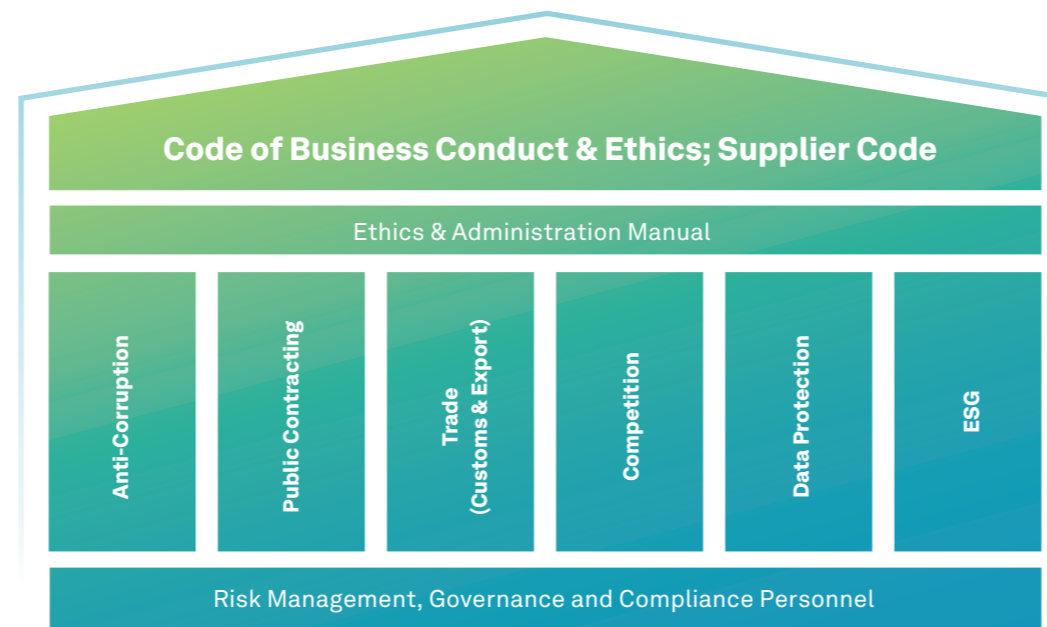 Code of Business Conduct & Ethics; Supplier Code
Ethics & Administration Manual
Anti-Corruption
Public Contracting
Trade
(Customs & Export)
Competition
Data Protection
ESG
Risk Management, Governance and Compliance Personnel